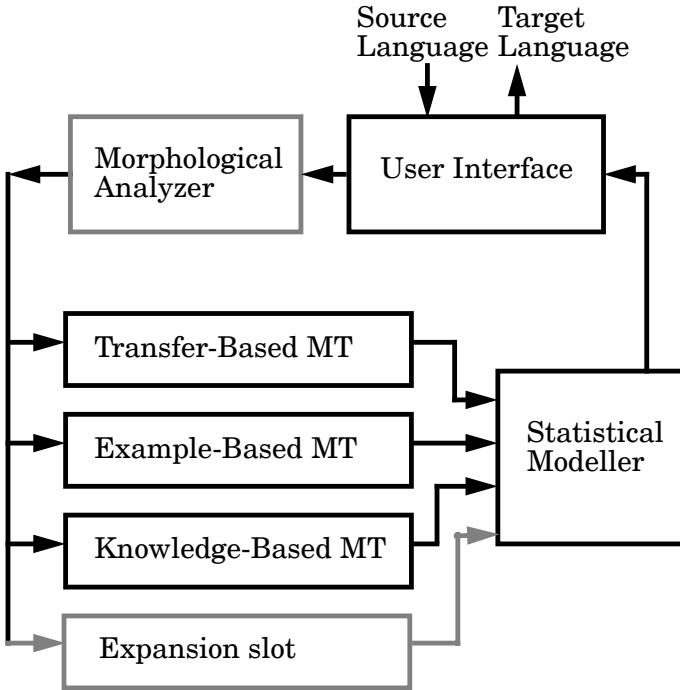 Source
Language
Target
Language
Morphological
Analyzer
User Interface
Transfer-Based MT
Example-Based MT
Statistical
Modeller
Knowledge-Based MT
Expansion slot